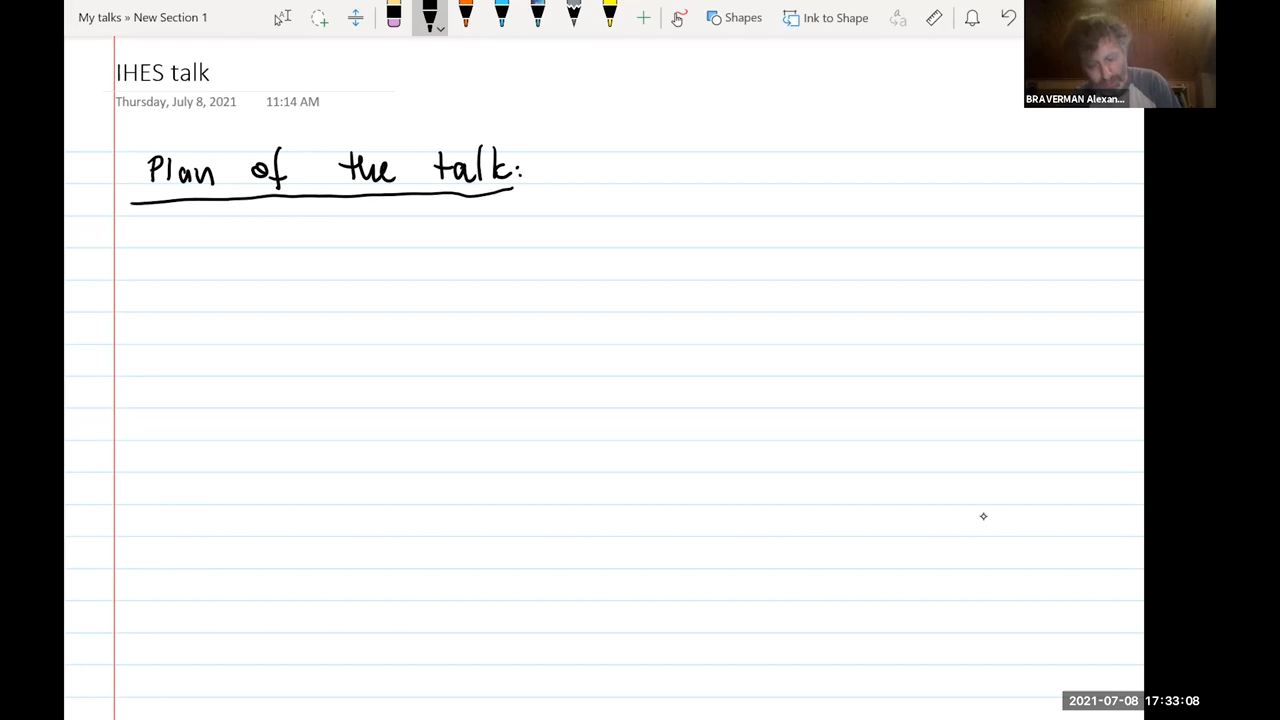 My talks » New Section 1
Shapes
Ink to Shape
IHES talk
Thursday, July 8, 2021 11:14 AM
BRAVERMAN Alexan...
Plan of the talk:
2021-07-08 17:33:08